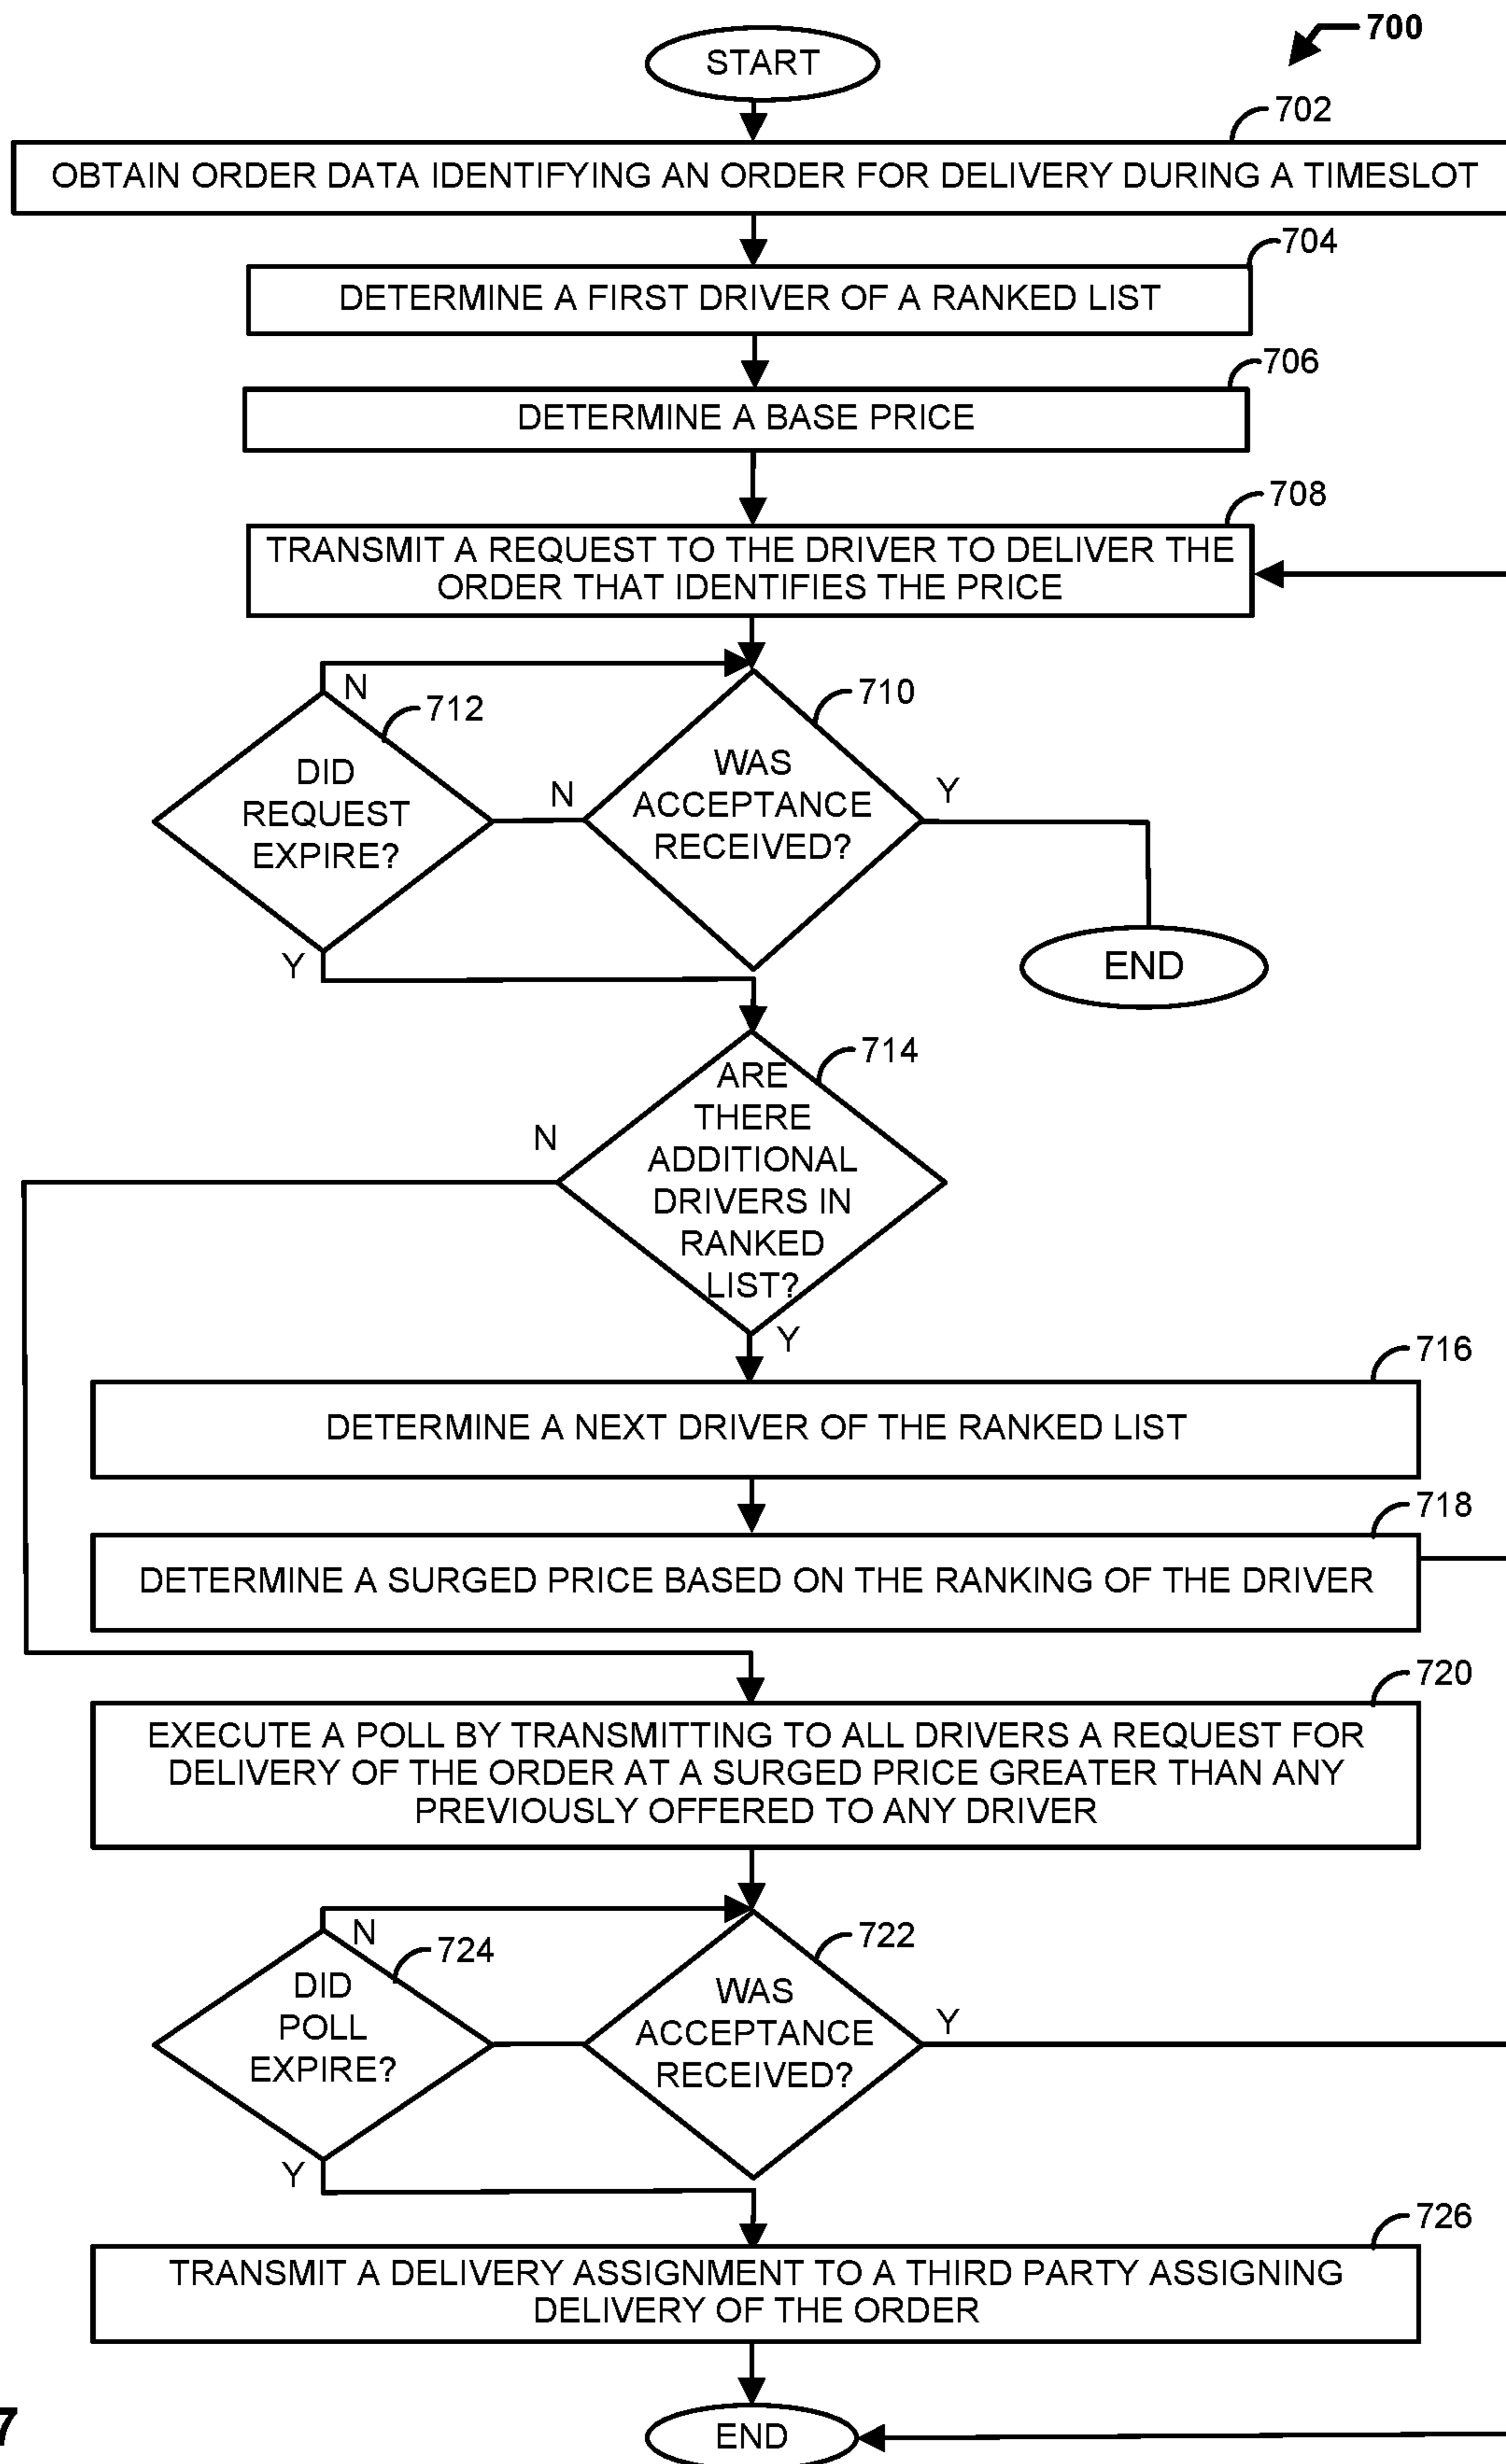 700
START
702
OBTAIN ORDER DATA IDENTIFYING AN ORDER FOR DELIVERY DURING A TIMESLOT
704
DETERMINE A FIRST DRIVER OF A RANKED LIST
706
DETERMINE A BASE PRICE
708
TRANSMIT A REQUEST TO THE DRIVER TO DELIVER THE
ORDER THAT IDENTIFIES THE PRICE
N
712
710
DID
REQUEST
EXPIRE?
N
WAS
ACCEPTANCE
RECEIVED?
Y
Y
END
714
N
ARE
THERE
ADDITIONAL
DRIVERS IN
RANKED
LIST?
Y
716
DETERMINE A NEXT DRIVER OF THE RANKED LIST
718
DETERMINE A SURGED PRICE BASED ON THE RANKING OF THE DRIVER
720
EXECUTE A POLL BY TRANSMITTING TO ALL DRIVERS A REQUEST FOR
DELIVERY OF THE ORDER AT A SURGED PRICE GREATER THAN ANY
PREVIOUSLY OFFERED TO ANY DRIVER
N
724
722
DID
POLL
EXPIRE?
WAS
ACCEPTANCE
RECEIVED?
Y
Y
726
TRANSMIT A DELIVERY ASSIGNMENT TO A THIRD PARTY ASSIGNING
DELIVERY OF THE ORDER
7
END